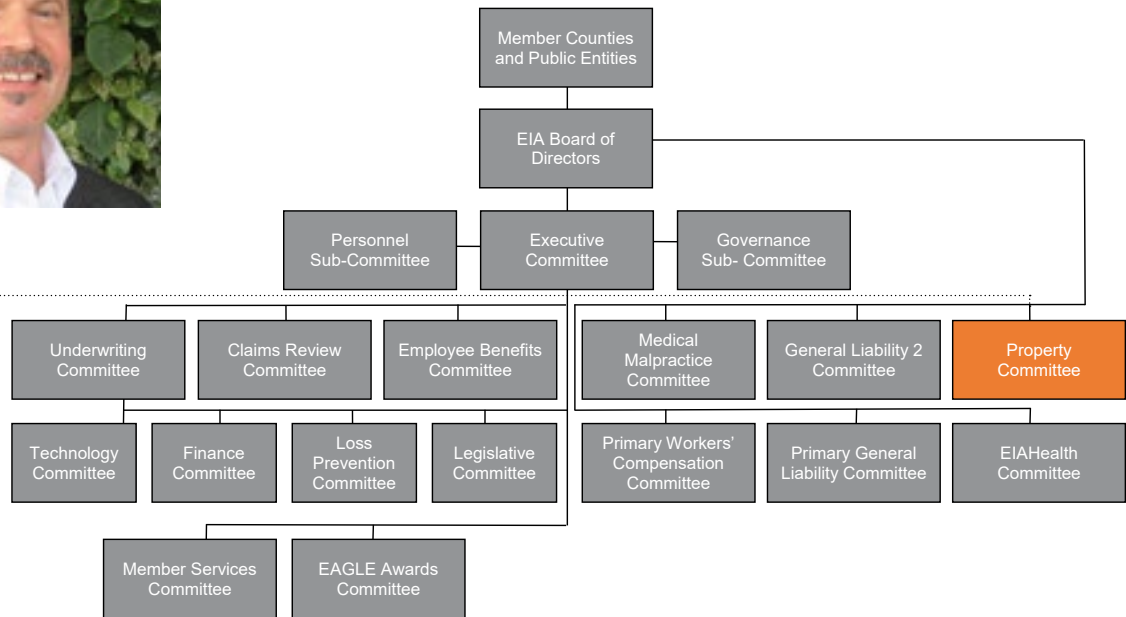 Member Counties
and Public Entities
EIA Board of
Directors
Personnel
Sub-Committee
Executive
Committee
Governance
Sub- Committee
Underwriting
Committee
Claims Review
Committee
Employee Benefits
Committee
Medical
Malpractice
Committee
General Liability 2
Committee
Property
Committee
Technology
Committee
Finance
Committee
Loss
Prevention
Committee
Legislative
Committee
Primary Workers’
Compensation
Committee
Primary General
Liability Committee
EIAHealth
Committee
Member Services
Committee
EAGLE Awards
Committee